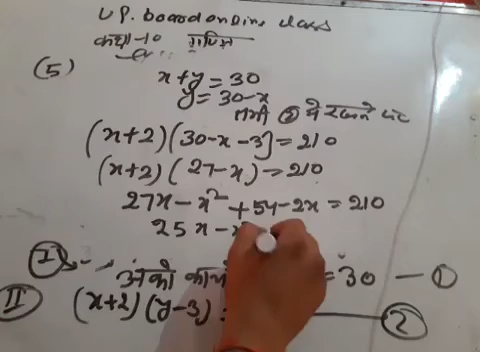 U.P. board online class
कक्षा-10 गणित
(5) x+y=30
y=30-x
समी ② में रखने पर
(x+2)(30-x-3]=210
(x+2)(27-x)=210
27x-x²+54-2x=210
25x-x
I अंको का =30 — ①
II (x+2)(y-3) ②